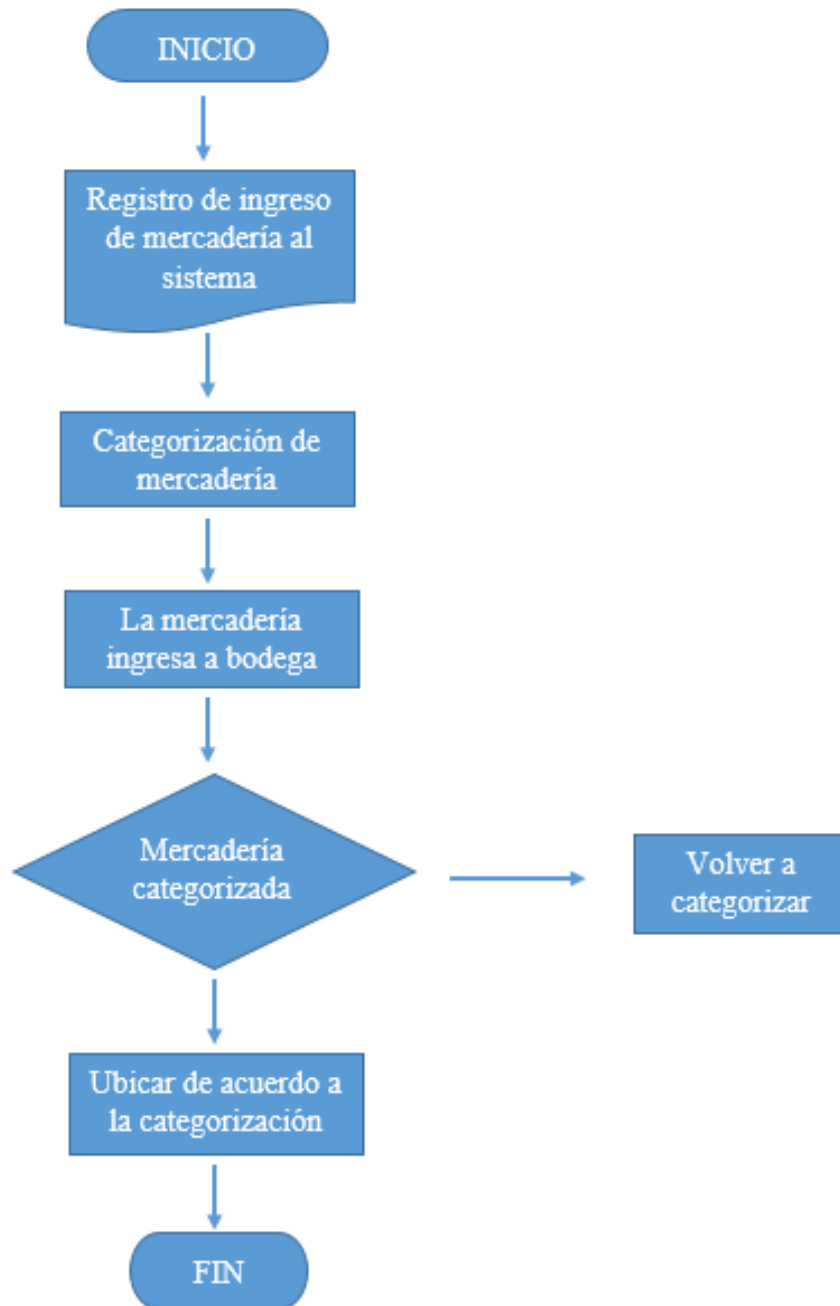 INICIO
Registro de ingreso
de mercadería al
sistema
Categorización de
mercadería
La mercadería
ingresa a bodega
Mercadería
categorizada
Volver a
categorizar
Ubicar de acuerdo a
la categorización
FIN